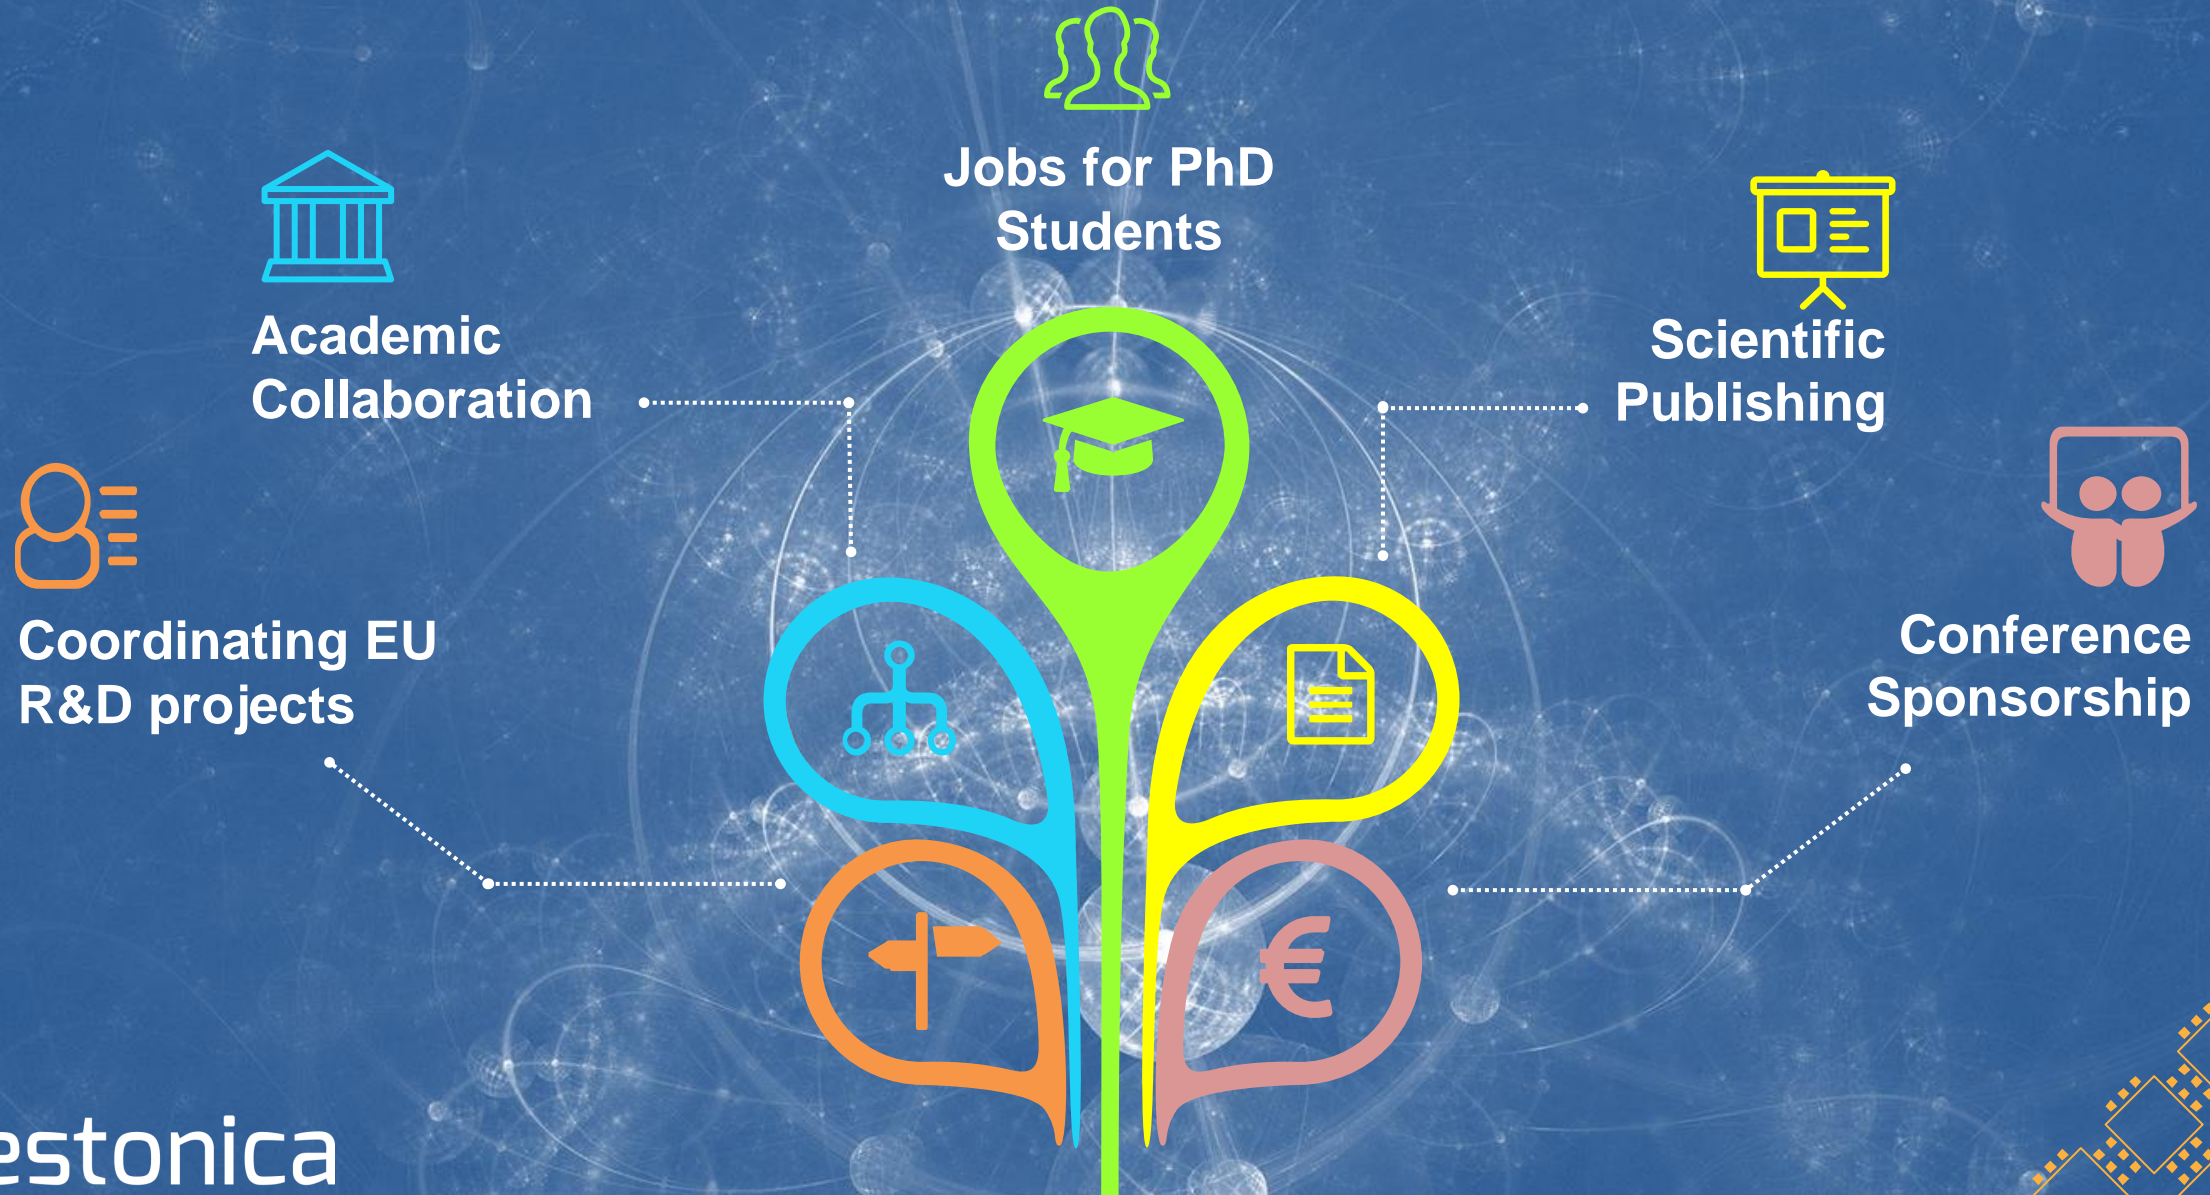 Jobs for PhD
Students
Academic
Collaboration
Scientific
Publishing
Coordinating EU
R&D projects
Conference
Sponsorship
€
estonica